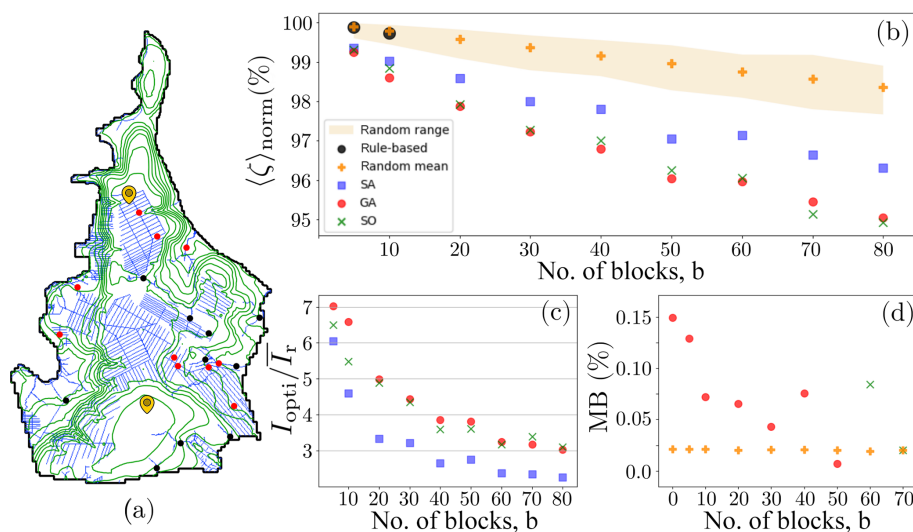 100
99
98
97
96
95
⟨ζ⟩norm(%)
(b)
Random range
Rule-based
Random mean
SA
GA
SO
10 20 30 40 50 60 70 80
No. of blocks, b
(a)
7
6
5
4
3
Iopti/I̅r
(c)
10 20 30 40 50 60 70 80
No. of blocks, b
0.15
0.10
0.05
0.0
MB (%)
(d)
0 10 20 30 40 50 60 70
No. of blocks, b